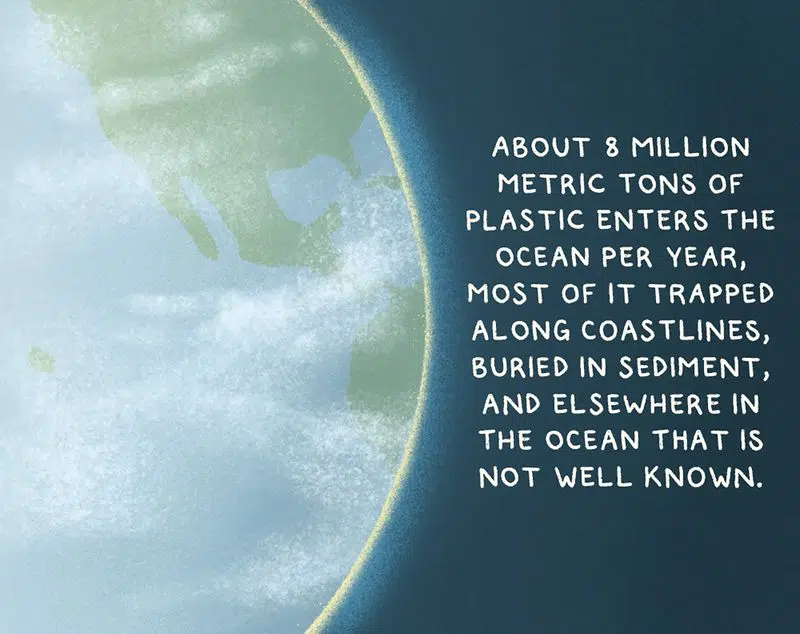 ABOUT 8 MILLION
METRIC TONS OF
PLASTIC ENTERS THE
OCEAN PER YEAR,
MOST OF IT TRAPPED
ALONG COASTLINES,
BURIED IN SEDIMENT,
AND ELSEWHERE IN
THE OCEAN THAT IS
NOT WELL KNOWN.